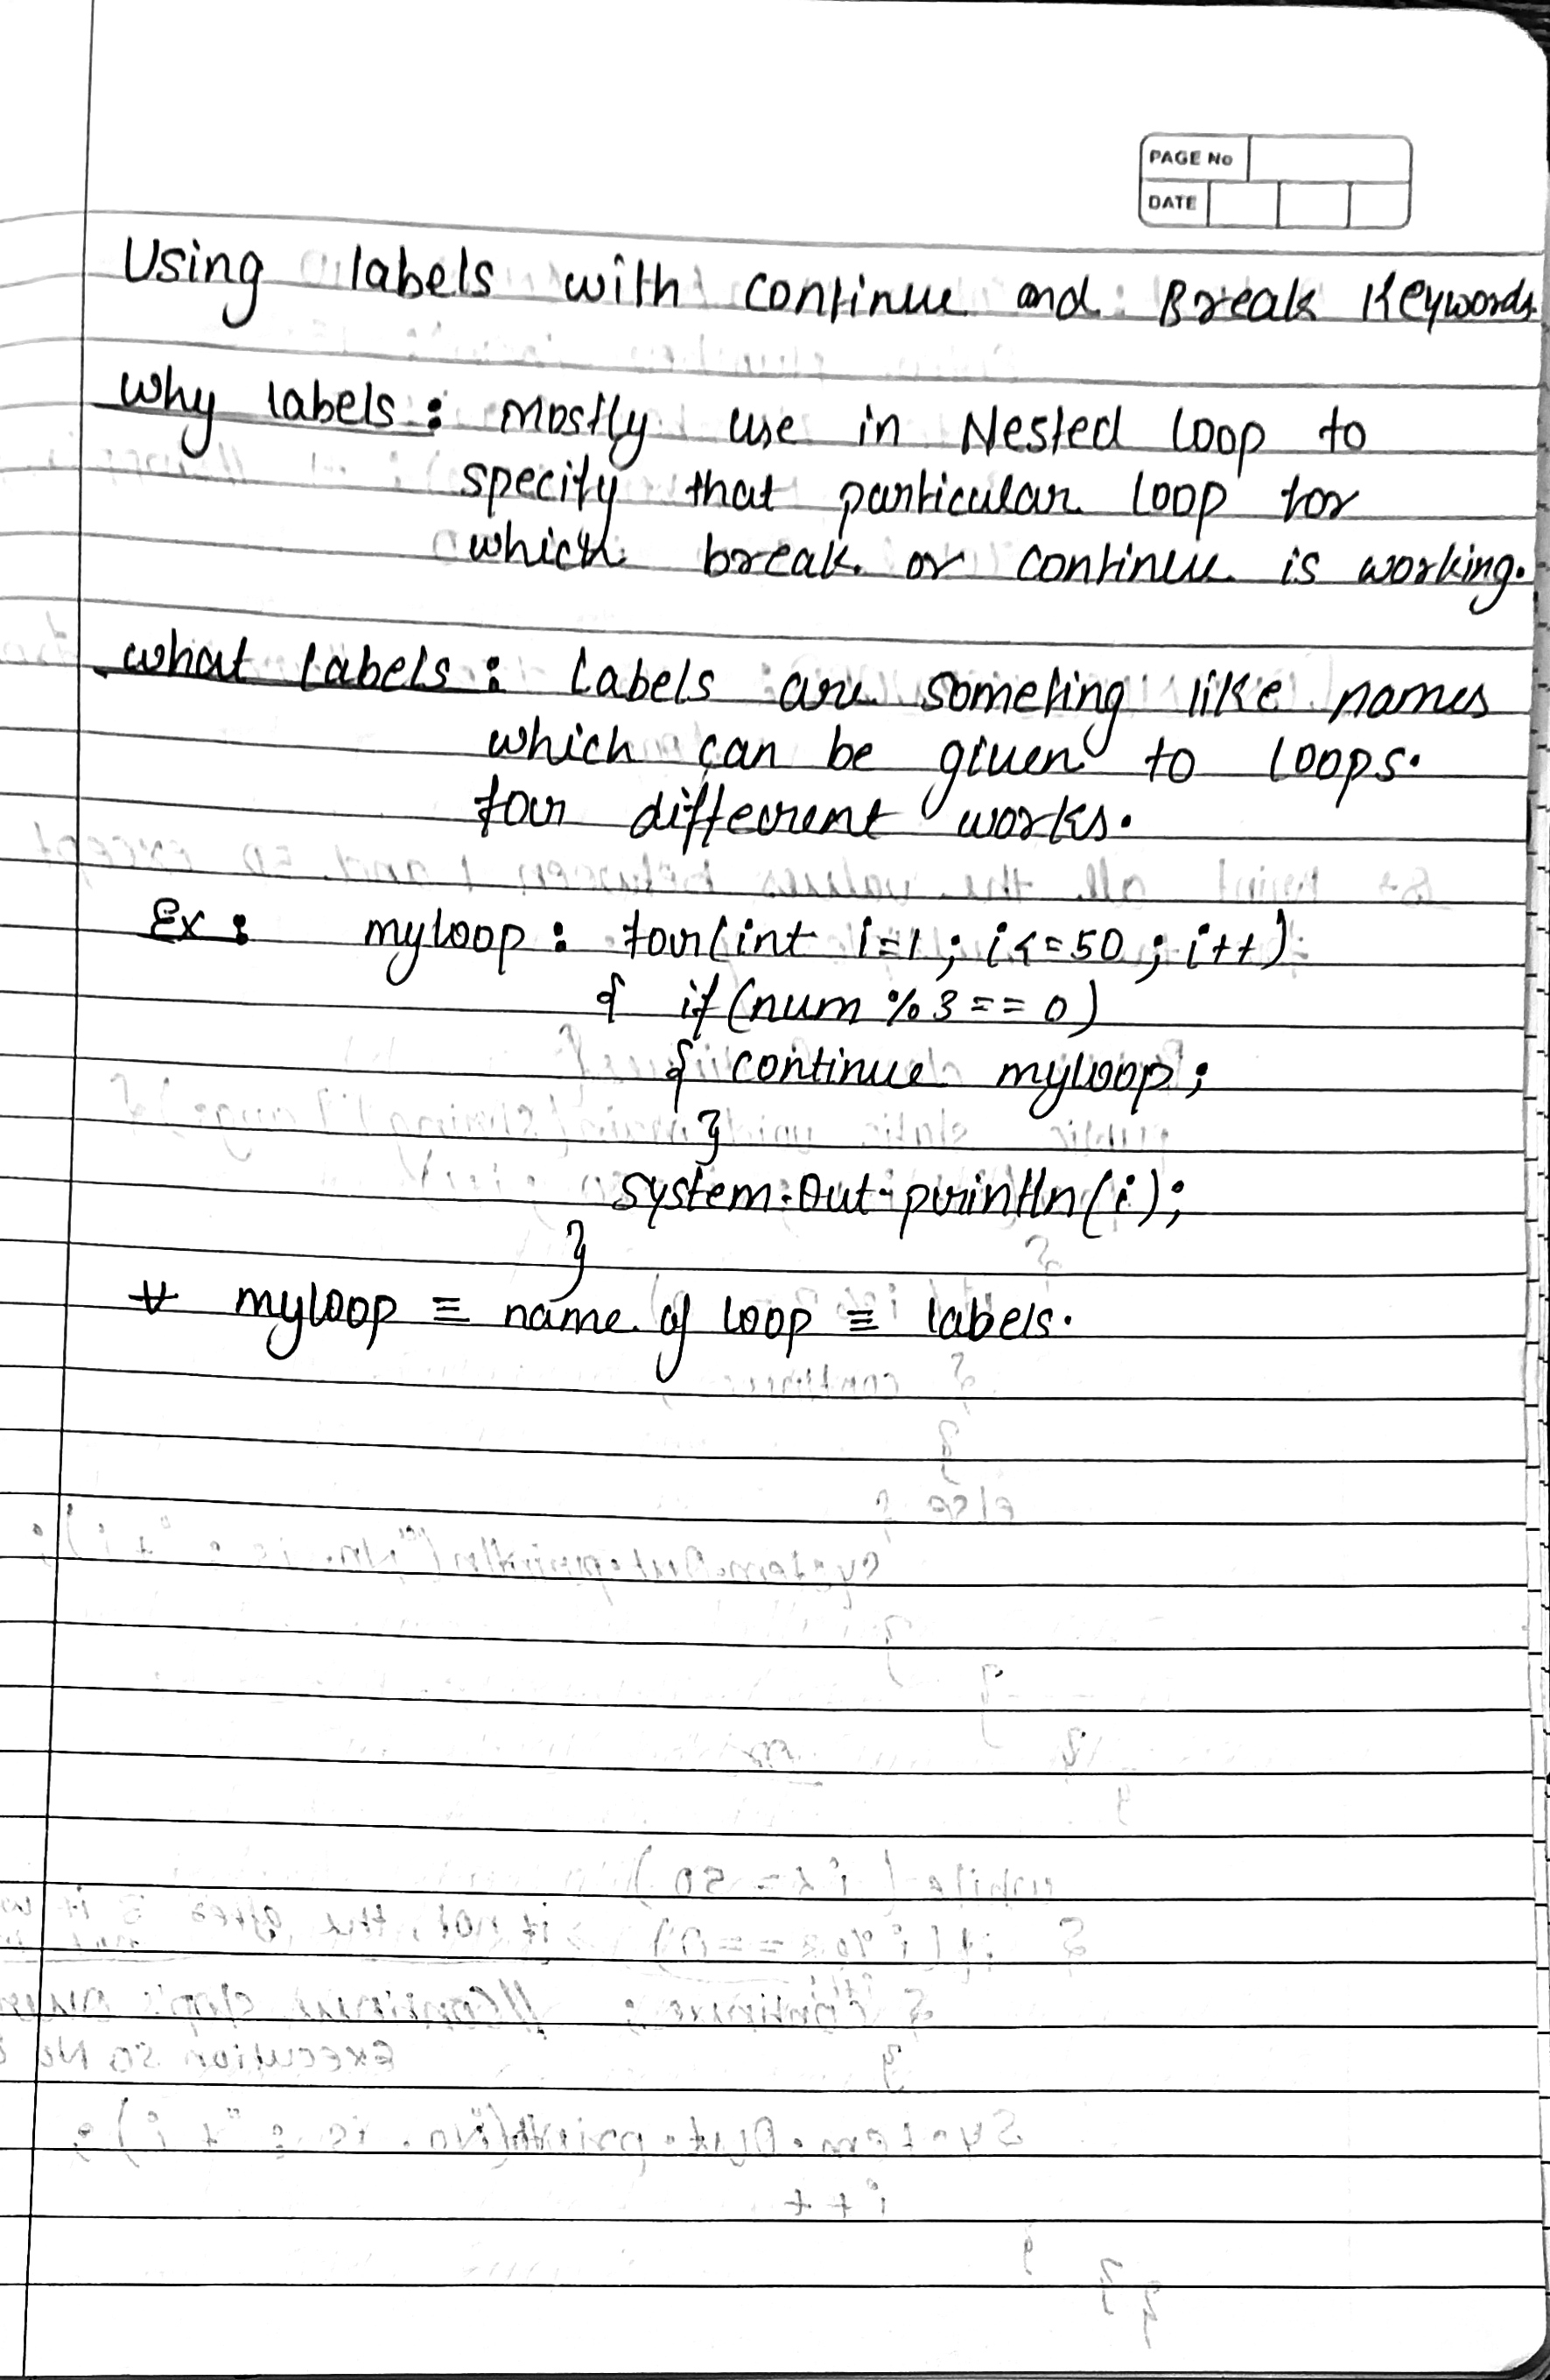 PAGE No
DATE
Using labels with continue and Break Keywords.
Why labels : mostly use in Nested loop to
specify that particular loop for
which break or continue is working.
what labels : labels are someting like names
which can be given to loops.
for different works.
Ex : myloop : for(int i=1; i<=50; i++)
{ if(num % 3 == 0)
{ continue myloop;
}
system.out.println(i);
}
* myloop ≡ name of loop ≡ labels.